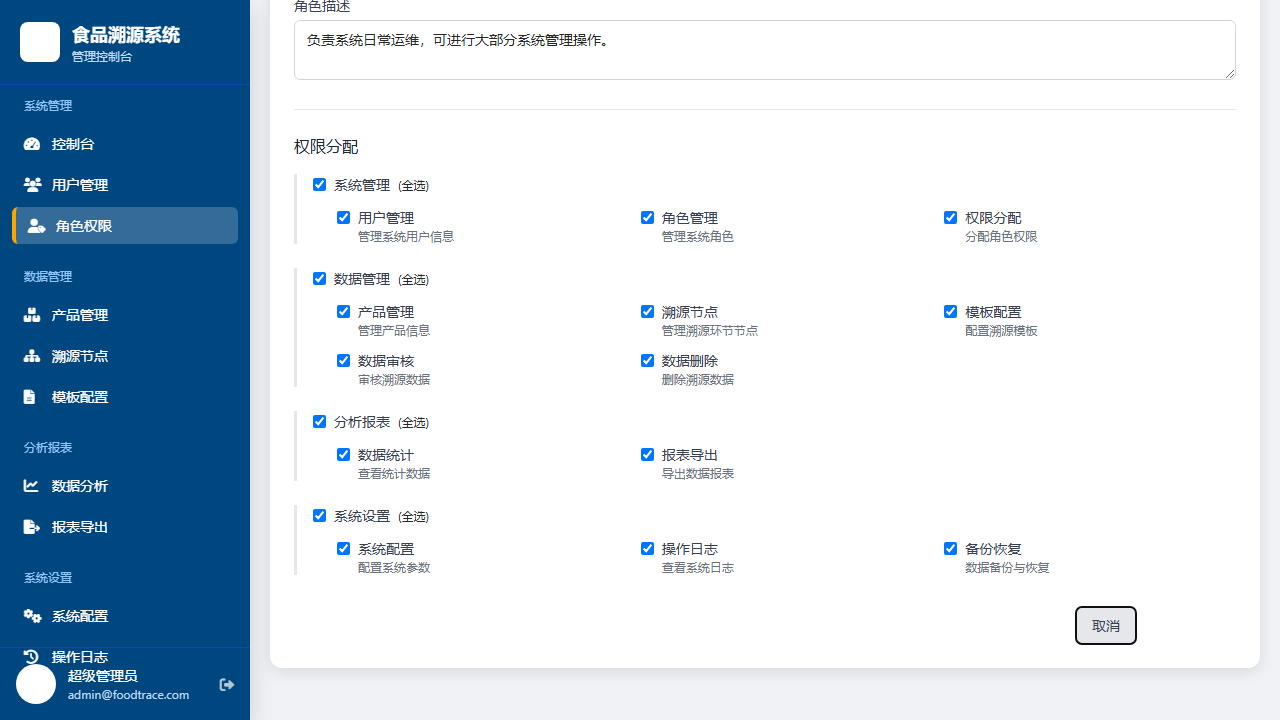 食品溯源系统
管理控制台
系统管理
控制台
用户管理
角色权限
数据管理
产品管理
溯源节点
模板配置
分析报表
数据分析
报表导出
系统设置
系统配置
操作日志
超级管理员
admin@foodtrace.com
角色描述
负责系统日常运维，可进行大部分系统管理操作。
权限分配
系统管理 (全选)
用户管理 角色管理 权限分配
管理系统用户信息 管理系统角色 分配角色权限
数据管理 (全选)
产品管理 溯源节点 模板配置
管理产品信息 管理溯源环节节点 配置溯源模板
数据审核 数据删除
审核溯源数据 删除溯源数据
分析报表 (全选)
数据统计 报表导出
查看统计数据 导出数据报表
系统设置 (全选)
系统配置 操作日志 备份恢复
配置系统参数 查看系统日志 数据备份与恢复
取消